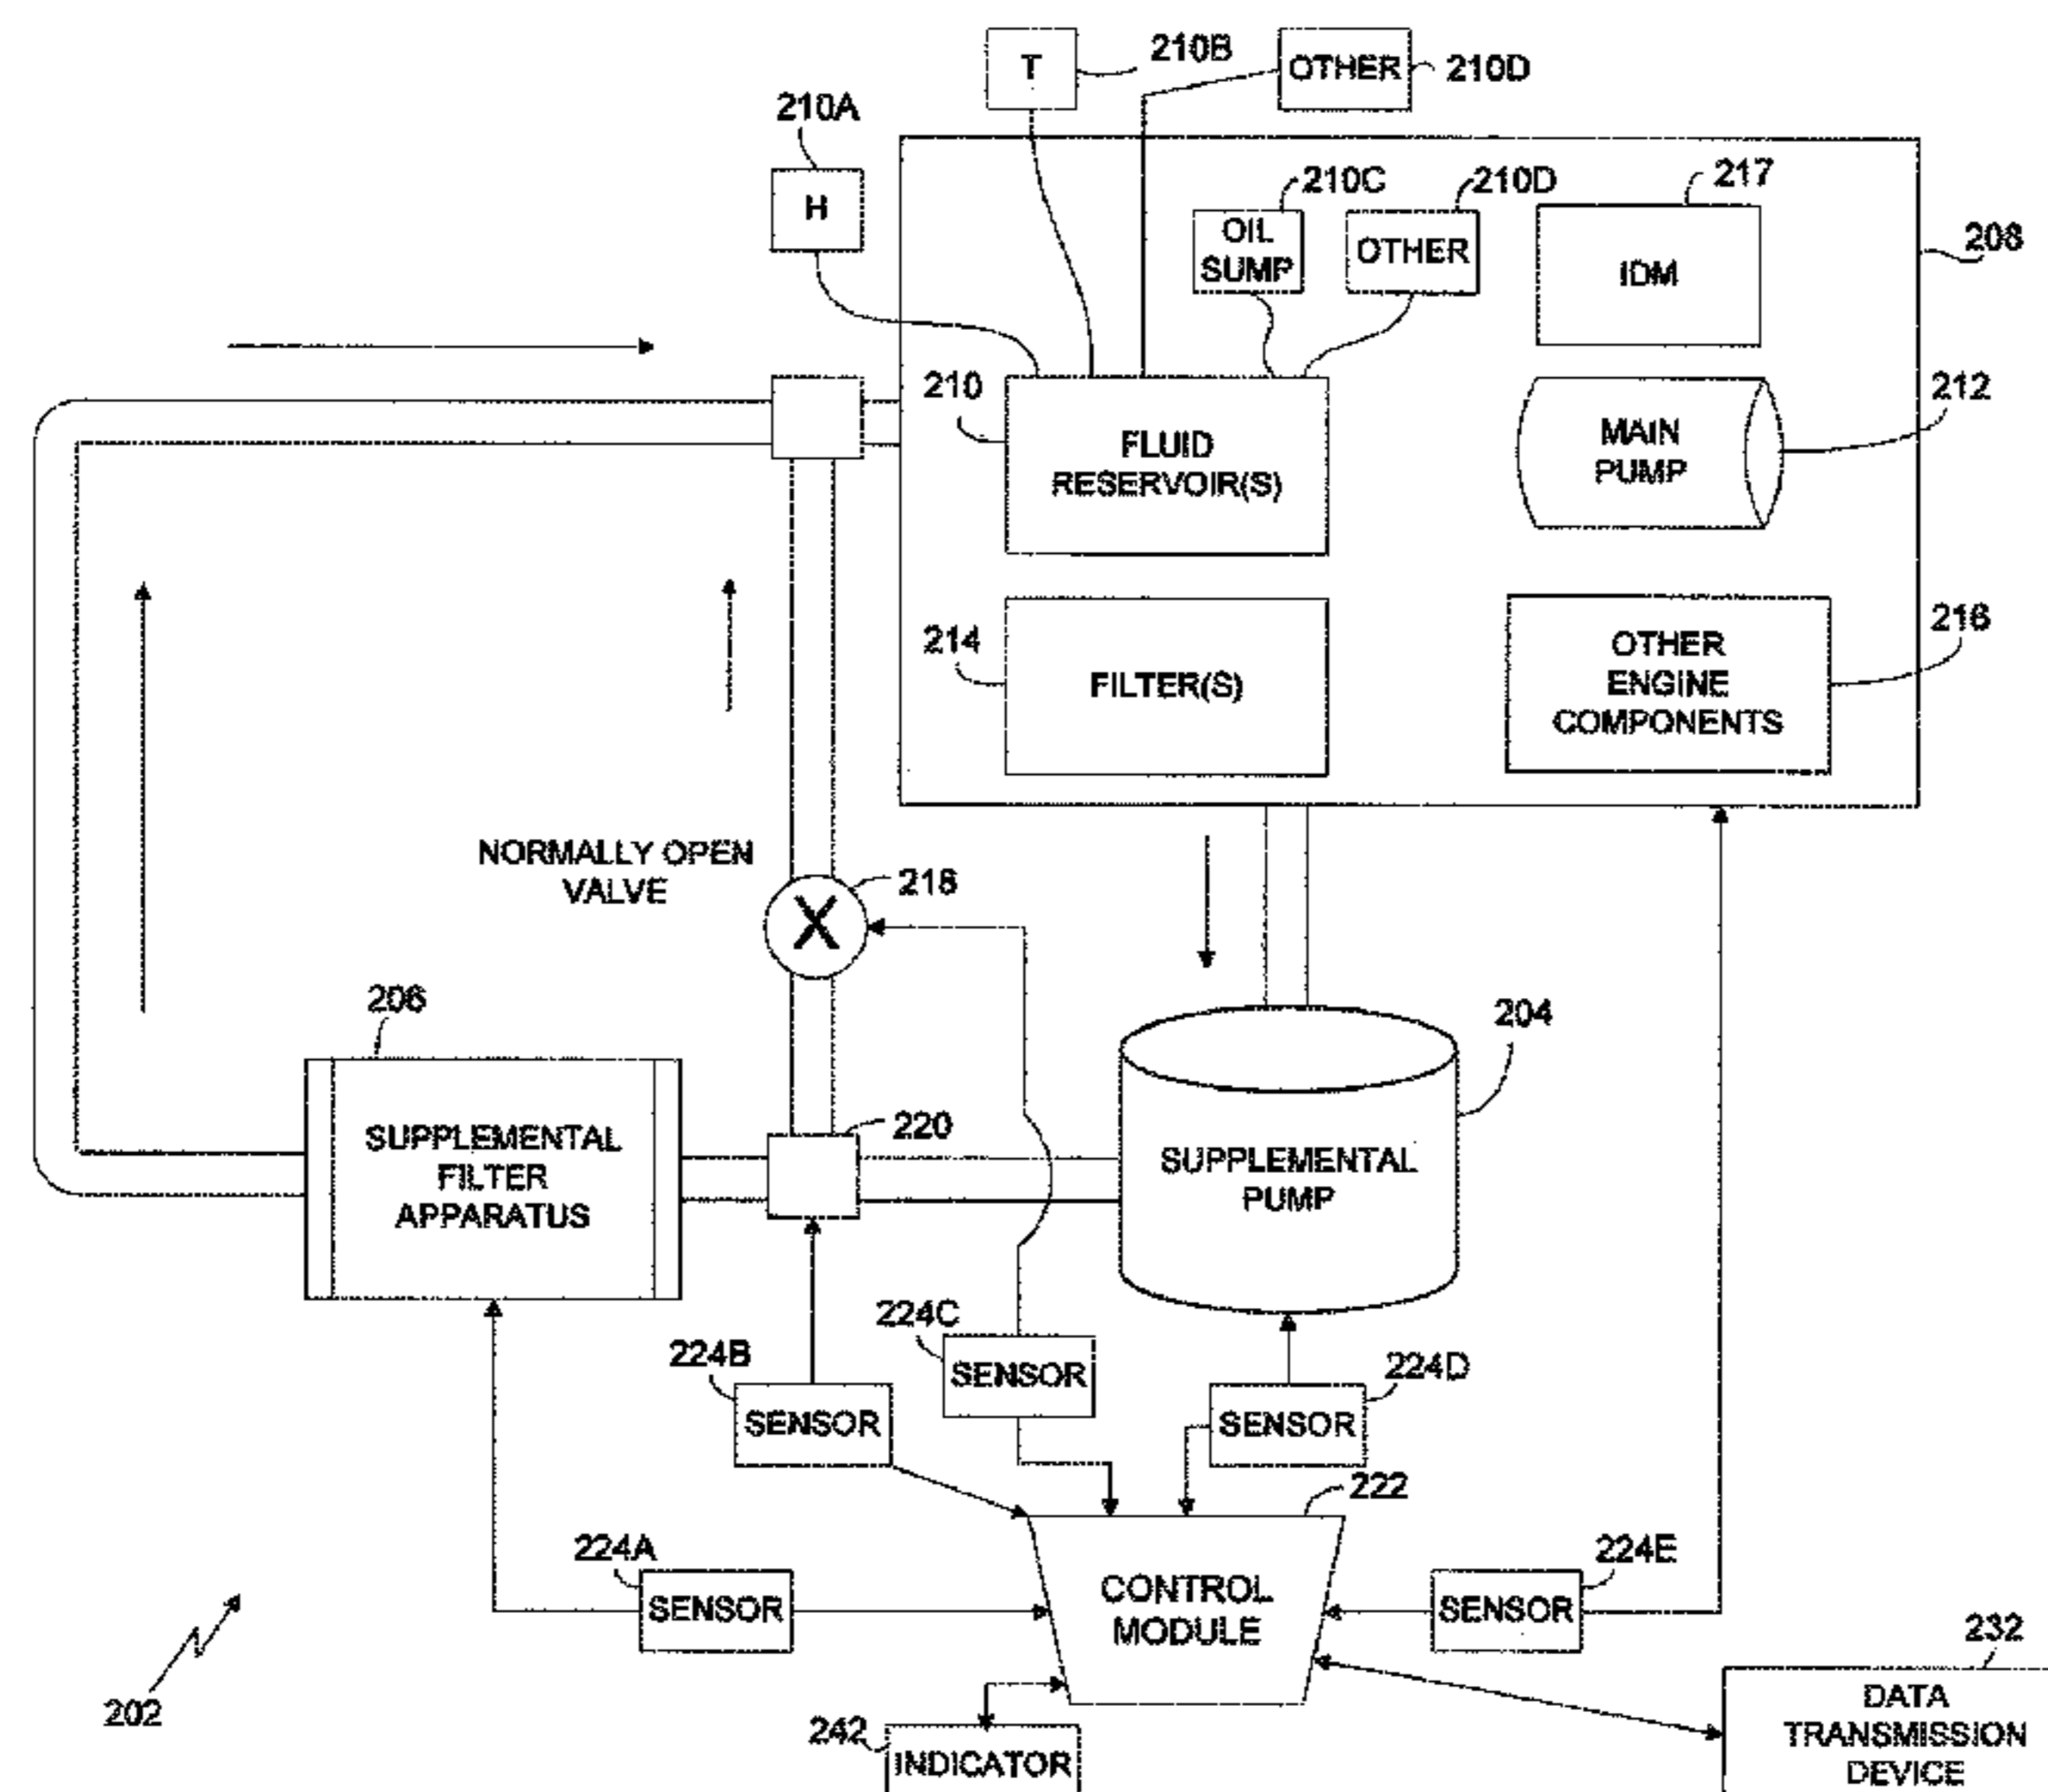 T
210B
OTHER
210D
210A
H
210C
210D
217
OIL
SUMP
OTHER
IDM
208
210
FLUID
RESERVOIR(S)
MAIN
PUMP
212
214
FILTER(S)
OTHER
ENGINE
COMPONENTS
216
NORMALLY OPEN
VALVE
218
X
206
204
SUPPLEMENTAL
FILTER
APPARATUS
220
SUPPLEMENTAL
PUMP
224B
SENSOR
224C
SENSOR
224D
SENSOR
222
224A
SENSOR
CONTROL
MODULE
224E
SENSOR
202
232
DATA
TRANSMISSION
DEVICE
242
INDICATOR